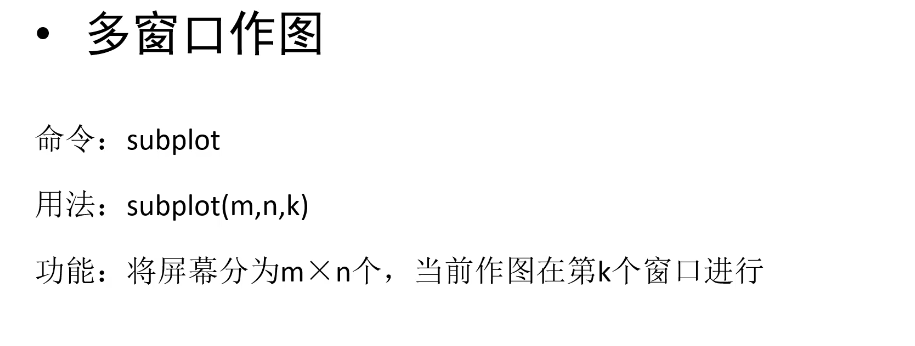 • 多窗口作图
命令：subplot
用法：subplot(m,n,k)
功能：将屏幕分为m×n个，当前作图在第k个窗口进行